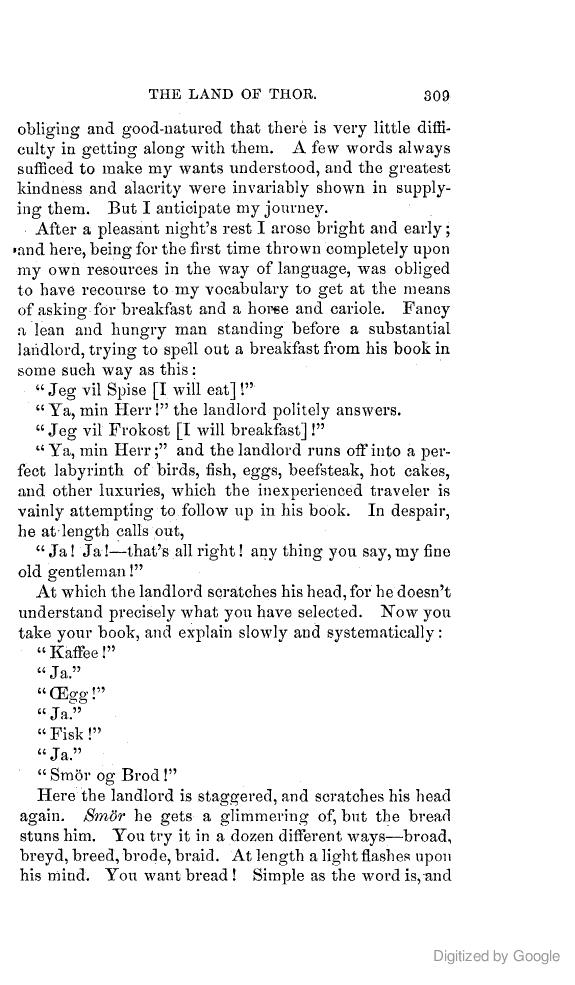 THE LAND OF THOR. 309
obliging and good-natured that there is very little diffi-
culty in getting along with them. A few words always
sufficed to make my wants understood, and the greatest
kindness and alacrity were invariably shown in supply-
ing them. But I anticipate my journey.
After a pleasant night's rest I arose bright and early;
and here, being for the first time thrown completely upon
my own resources in the way of language, was obliged
to have recourse to my vocabulary to get at the means
of asking for breakfast and a horse and cariole. Fancy
a lean and hungry man standing before a substantial
landlord, trying to spell out a breakfast from his book in
some such way as this:
"Jeg vil Spise [I will eat]!"
"Ya, min Herr!" the landlord politely answers.
"Jeg vil Frokost [I will breakfast]!"
"Ya, min Herr;" and the landlord runs off into a per-
fect labyrinth of birds, fish, eggs, beefsteak, hot cakes,
and other luxuries, which the inexperienced traveler is
vainly attempting to follow up in his book. In despair,
he at length calls out,
"Ja! Ja!—that's all right! any thing you say, my fine
old gentleman!"
At which the landlord scratches his head, for he doesn't
understand precisely what you have selected. Now you
take your book, and explain slowly and systematically:
"Kaffee!"
"Ja."
"Œgg!"
"Ja."
"Fisk!"
"Ja."
"Smör og Brod!"
Here the landlord is staggered, and scratches his head
again. Smör he gets a glimmering of, but the bread
stuns him. You try it in a dozen different ways—broad,
breyd, breed, brode, braid. At length a light flashes upon
his mind. You want bread! Simple as the word is, and
Digitized by Google